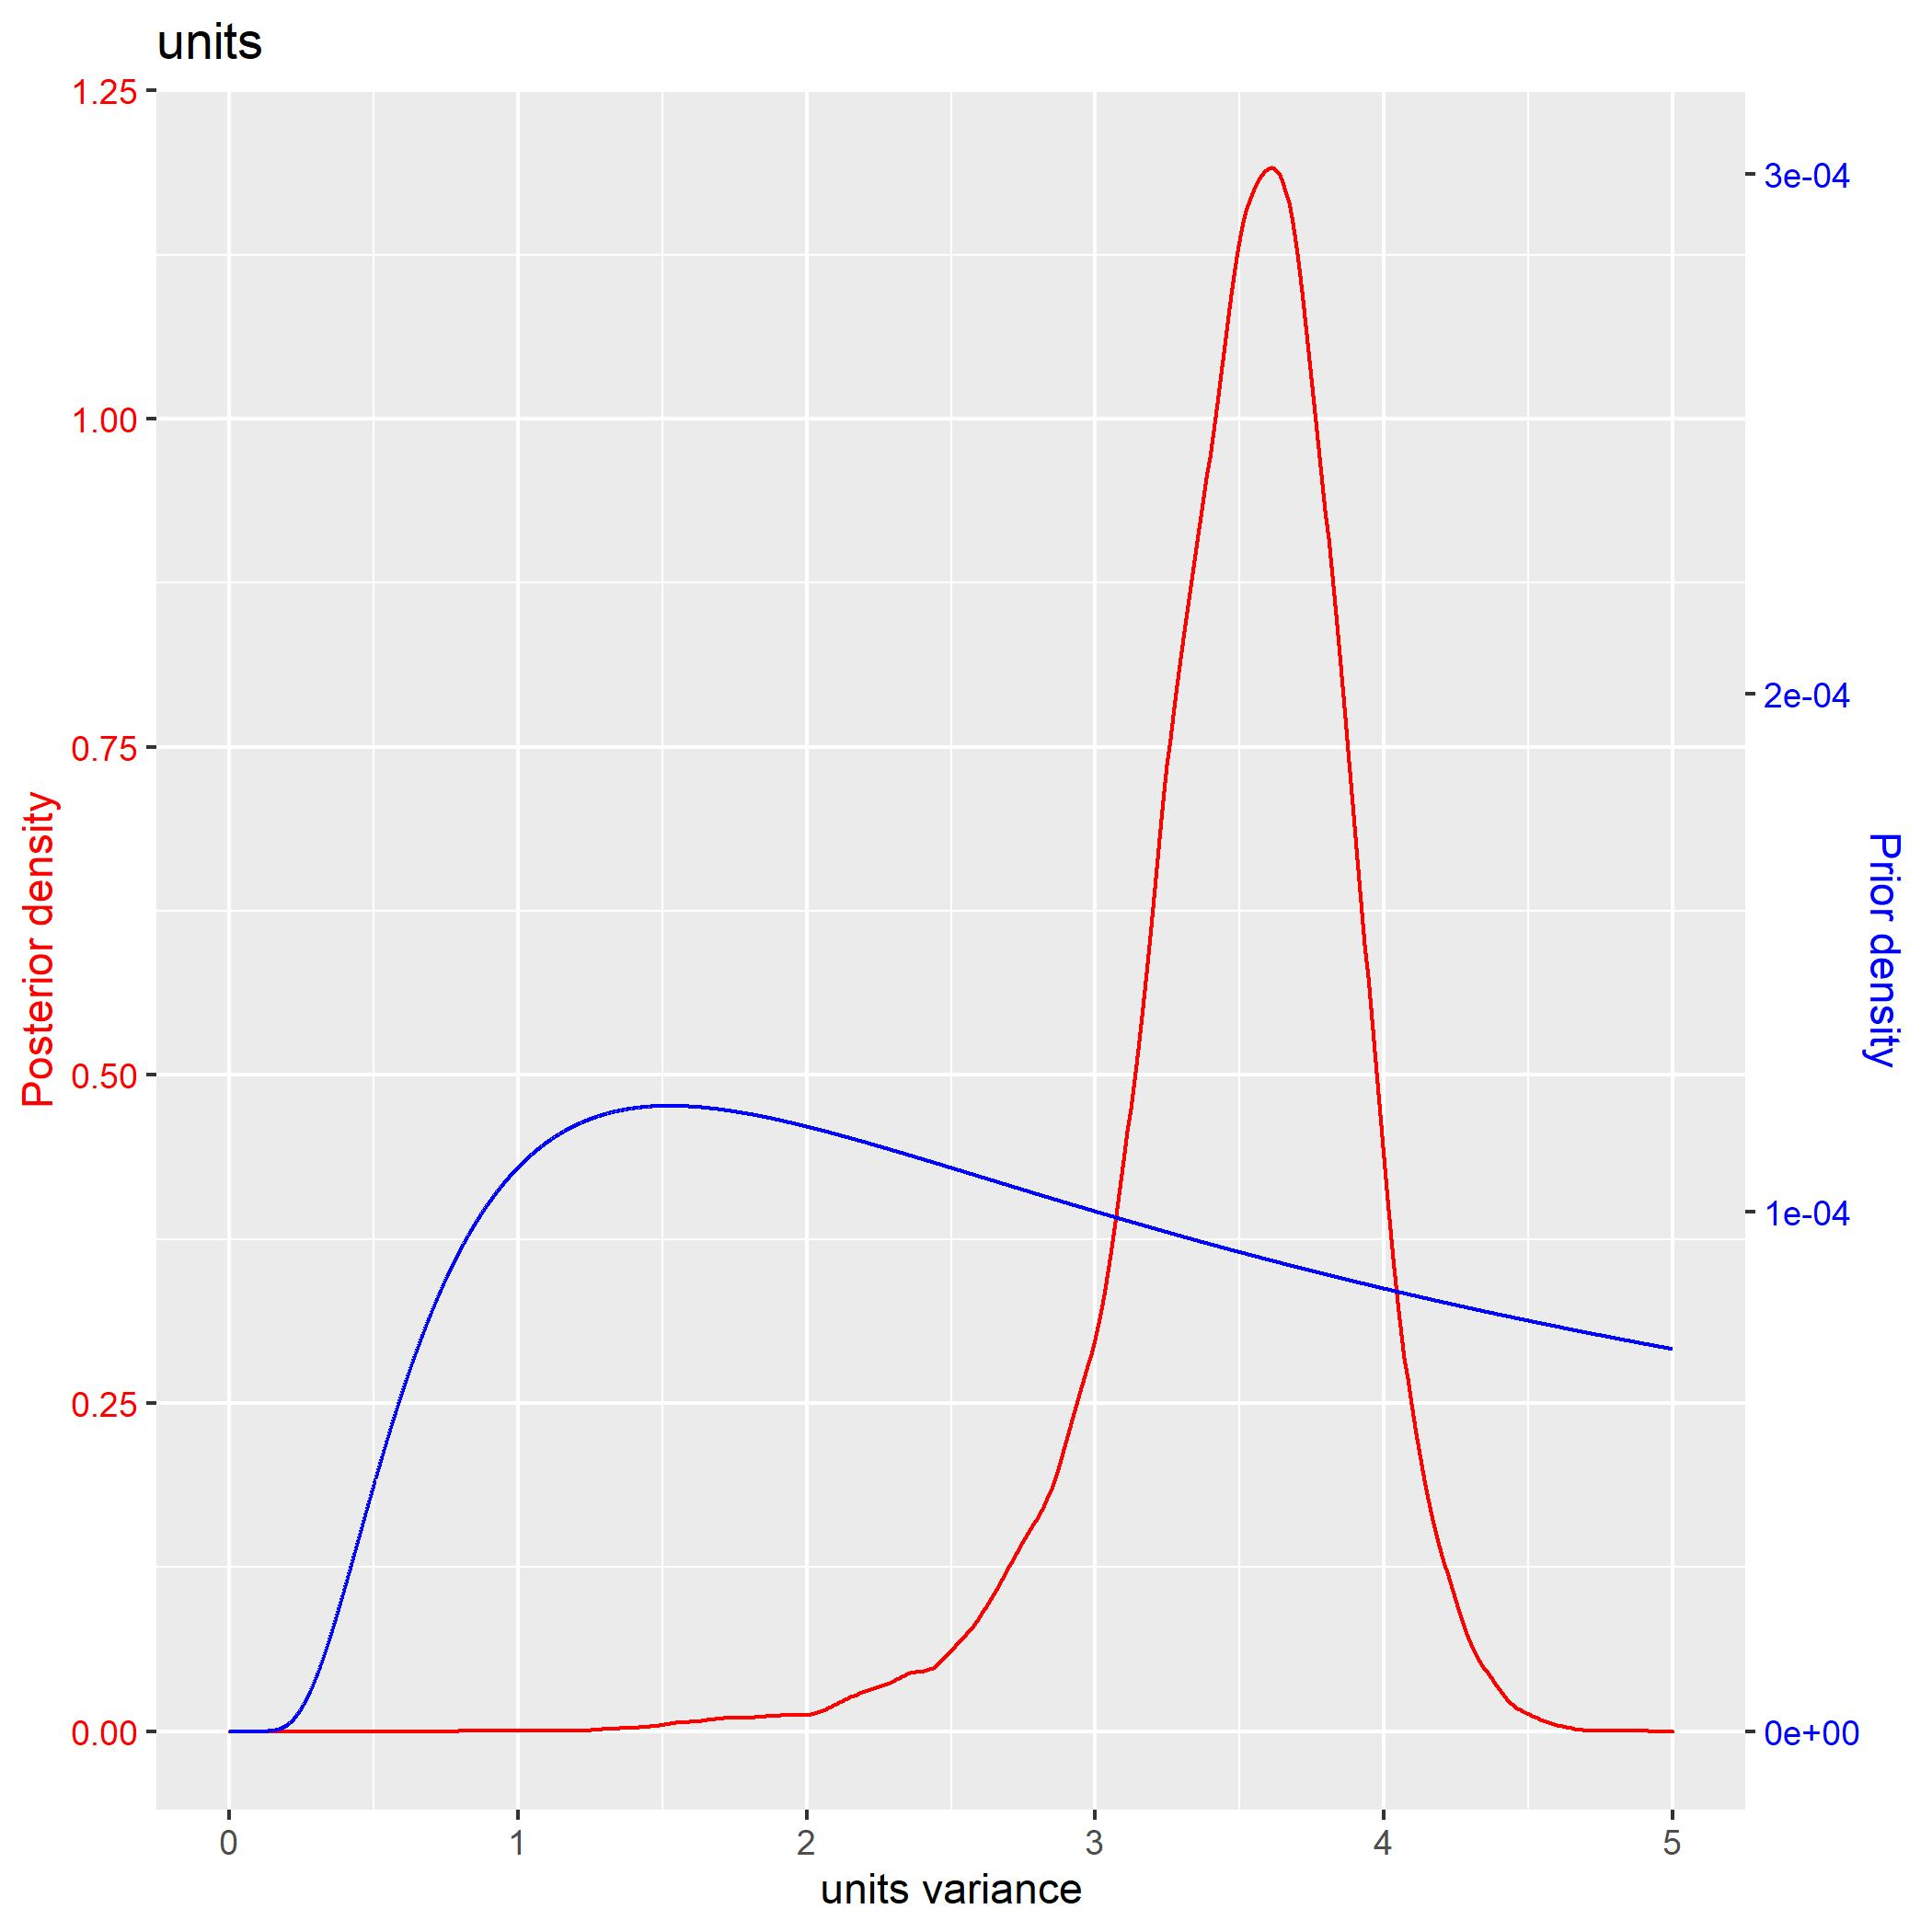 units
1.25
1.00
0.75
0.50
0.25
0.00
Posterior density
3e-04
2e-04
1e-04
0e+00
Prior density
0 1 2 3 4 5
units variance